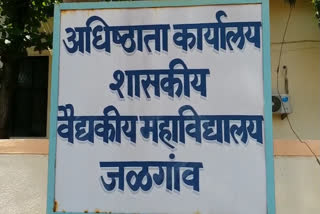 अधिष्ठाता कार्यालय
शासकीय
वैद्यकीय महाविद्यालय
जळगांव